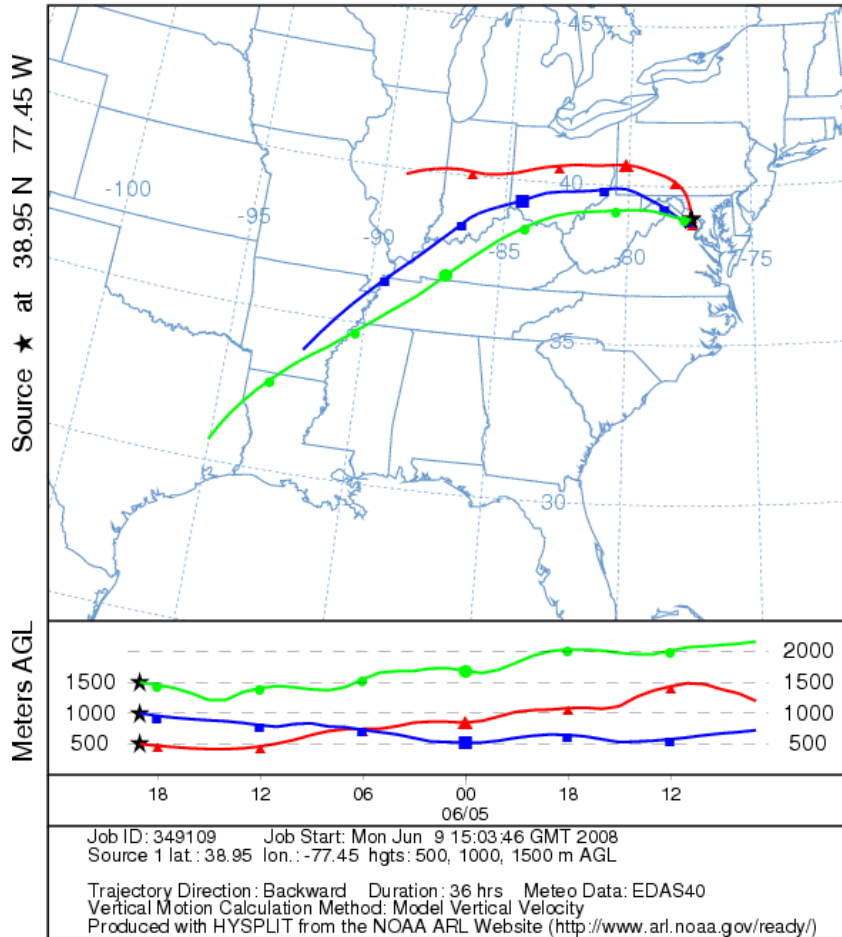 Source ★ at 38.95 N 77.45 W
45
-100
-95
-90
40
-85
-80
-75
35
30
Meters AGL
2000
1500
1500
1000
1000
500
500
18 12 06 00 18 12
06/05
Job ID: 349109 Job Start: Mon Jun 9 15:03:46 GMT 2008
Source 1 lat.: 38.95 lon.: -77.45 hgts: 500, 1000, 1500 m AGL
Trajectory Direction: Backward Duration: 36 hrs Meteo Data: EDAS40
Vertical Motion Calculation Method: Model Vertical Velocity
Produced with HYSPLIT from the NOAA ARL Website (http://www.arl.noaa.gov/ready/)